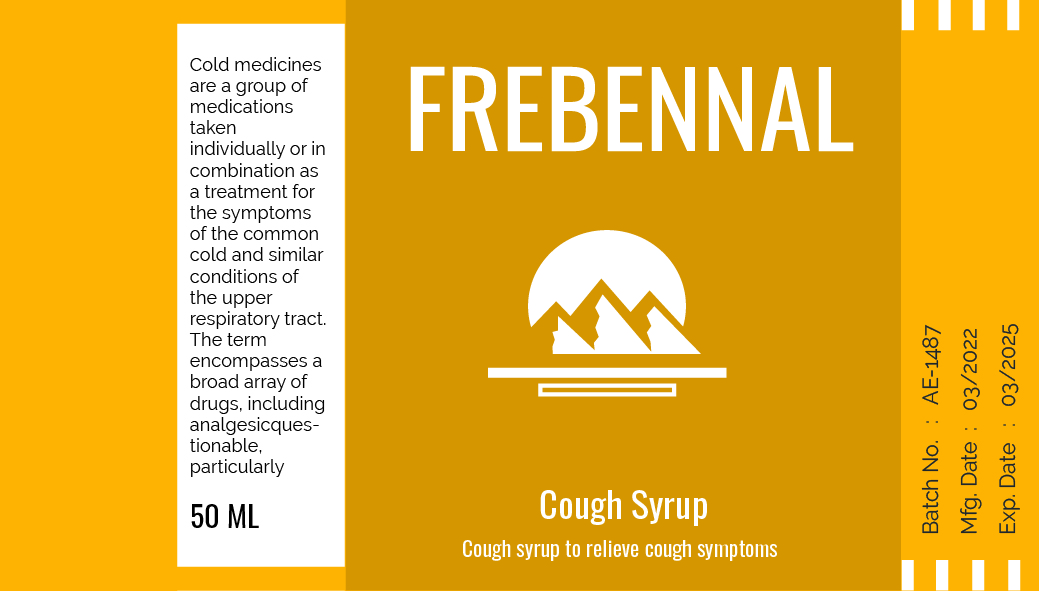 Cold medicines
are a group of
medications
taken
individually or in
combination as
a treatment for
the symptoms
of the common
cold and similar
conditions of
the upper
respiratory tract.
The term
encompasses a
broad array of
drugs, including
analgesicques-
tionable,
particularly
50 ML
FREBENNAL
Cough Syrup
Cough syrup to relieve cough symptoms
Batch No. : AE-1487
Mfg. Date : 03/2022
Exp. Date : 03/2025